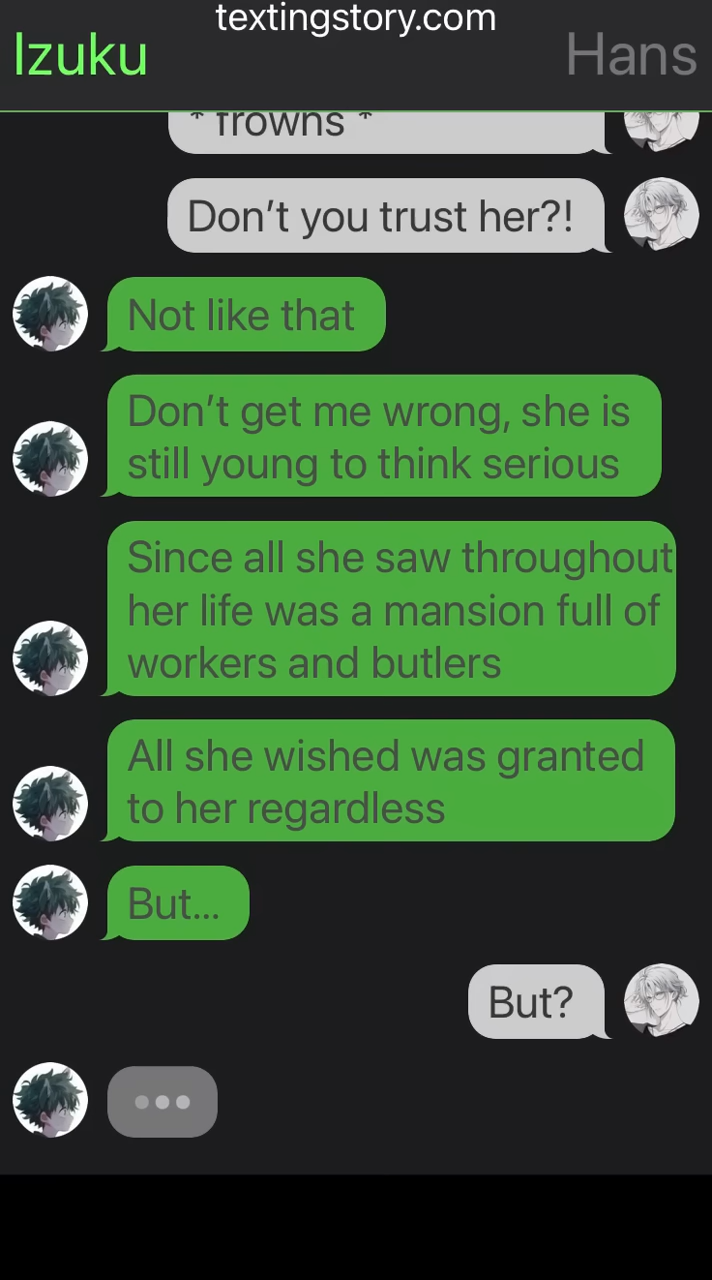 textingstory.com
Izuku
Hans
* frowns *
Don’t you trust her?!
Not like that
Don’t get me wrong, she is
still young to think serious
Since all she saw throughout
her life was a mansion full of
workers and butlers
All she wished was granted
to her regardless
But...
But?